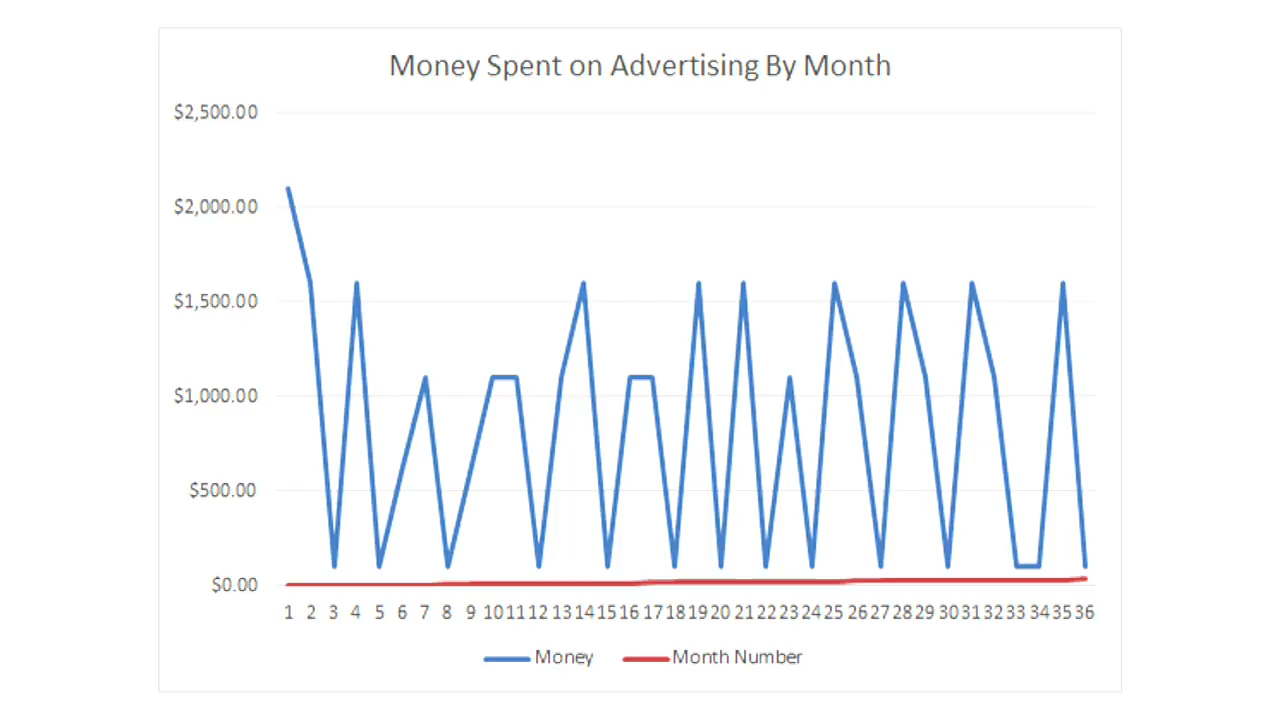 Money Spent on Advertising By Month
$2,500.00
$2,000.00
$1,500.00
$1,000.00
$500.00
$0.00
1 2 3 4 5 6 7 8 9 10 11 12 13 14 15 16 17 18 19 20 21 22 23 24 25 26 27 28 29 30 31 32 33 34 35 36
Money Month Number